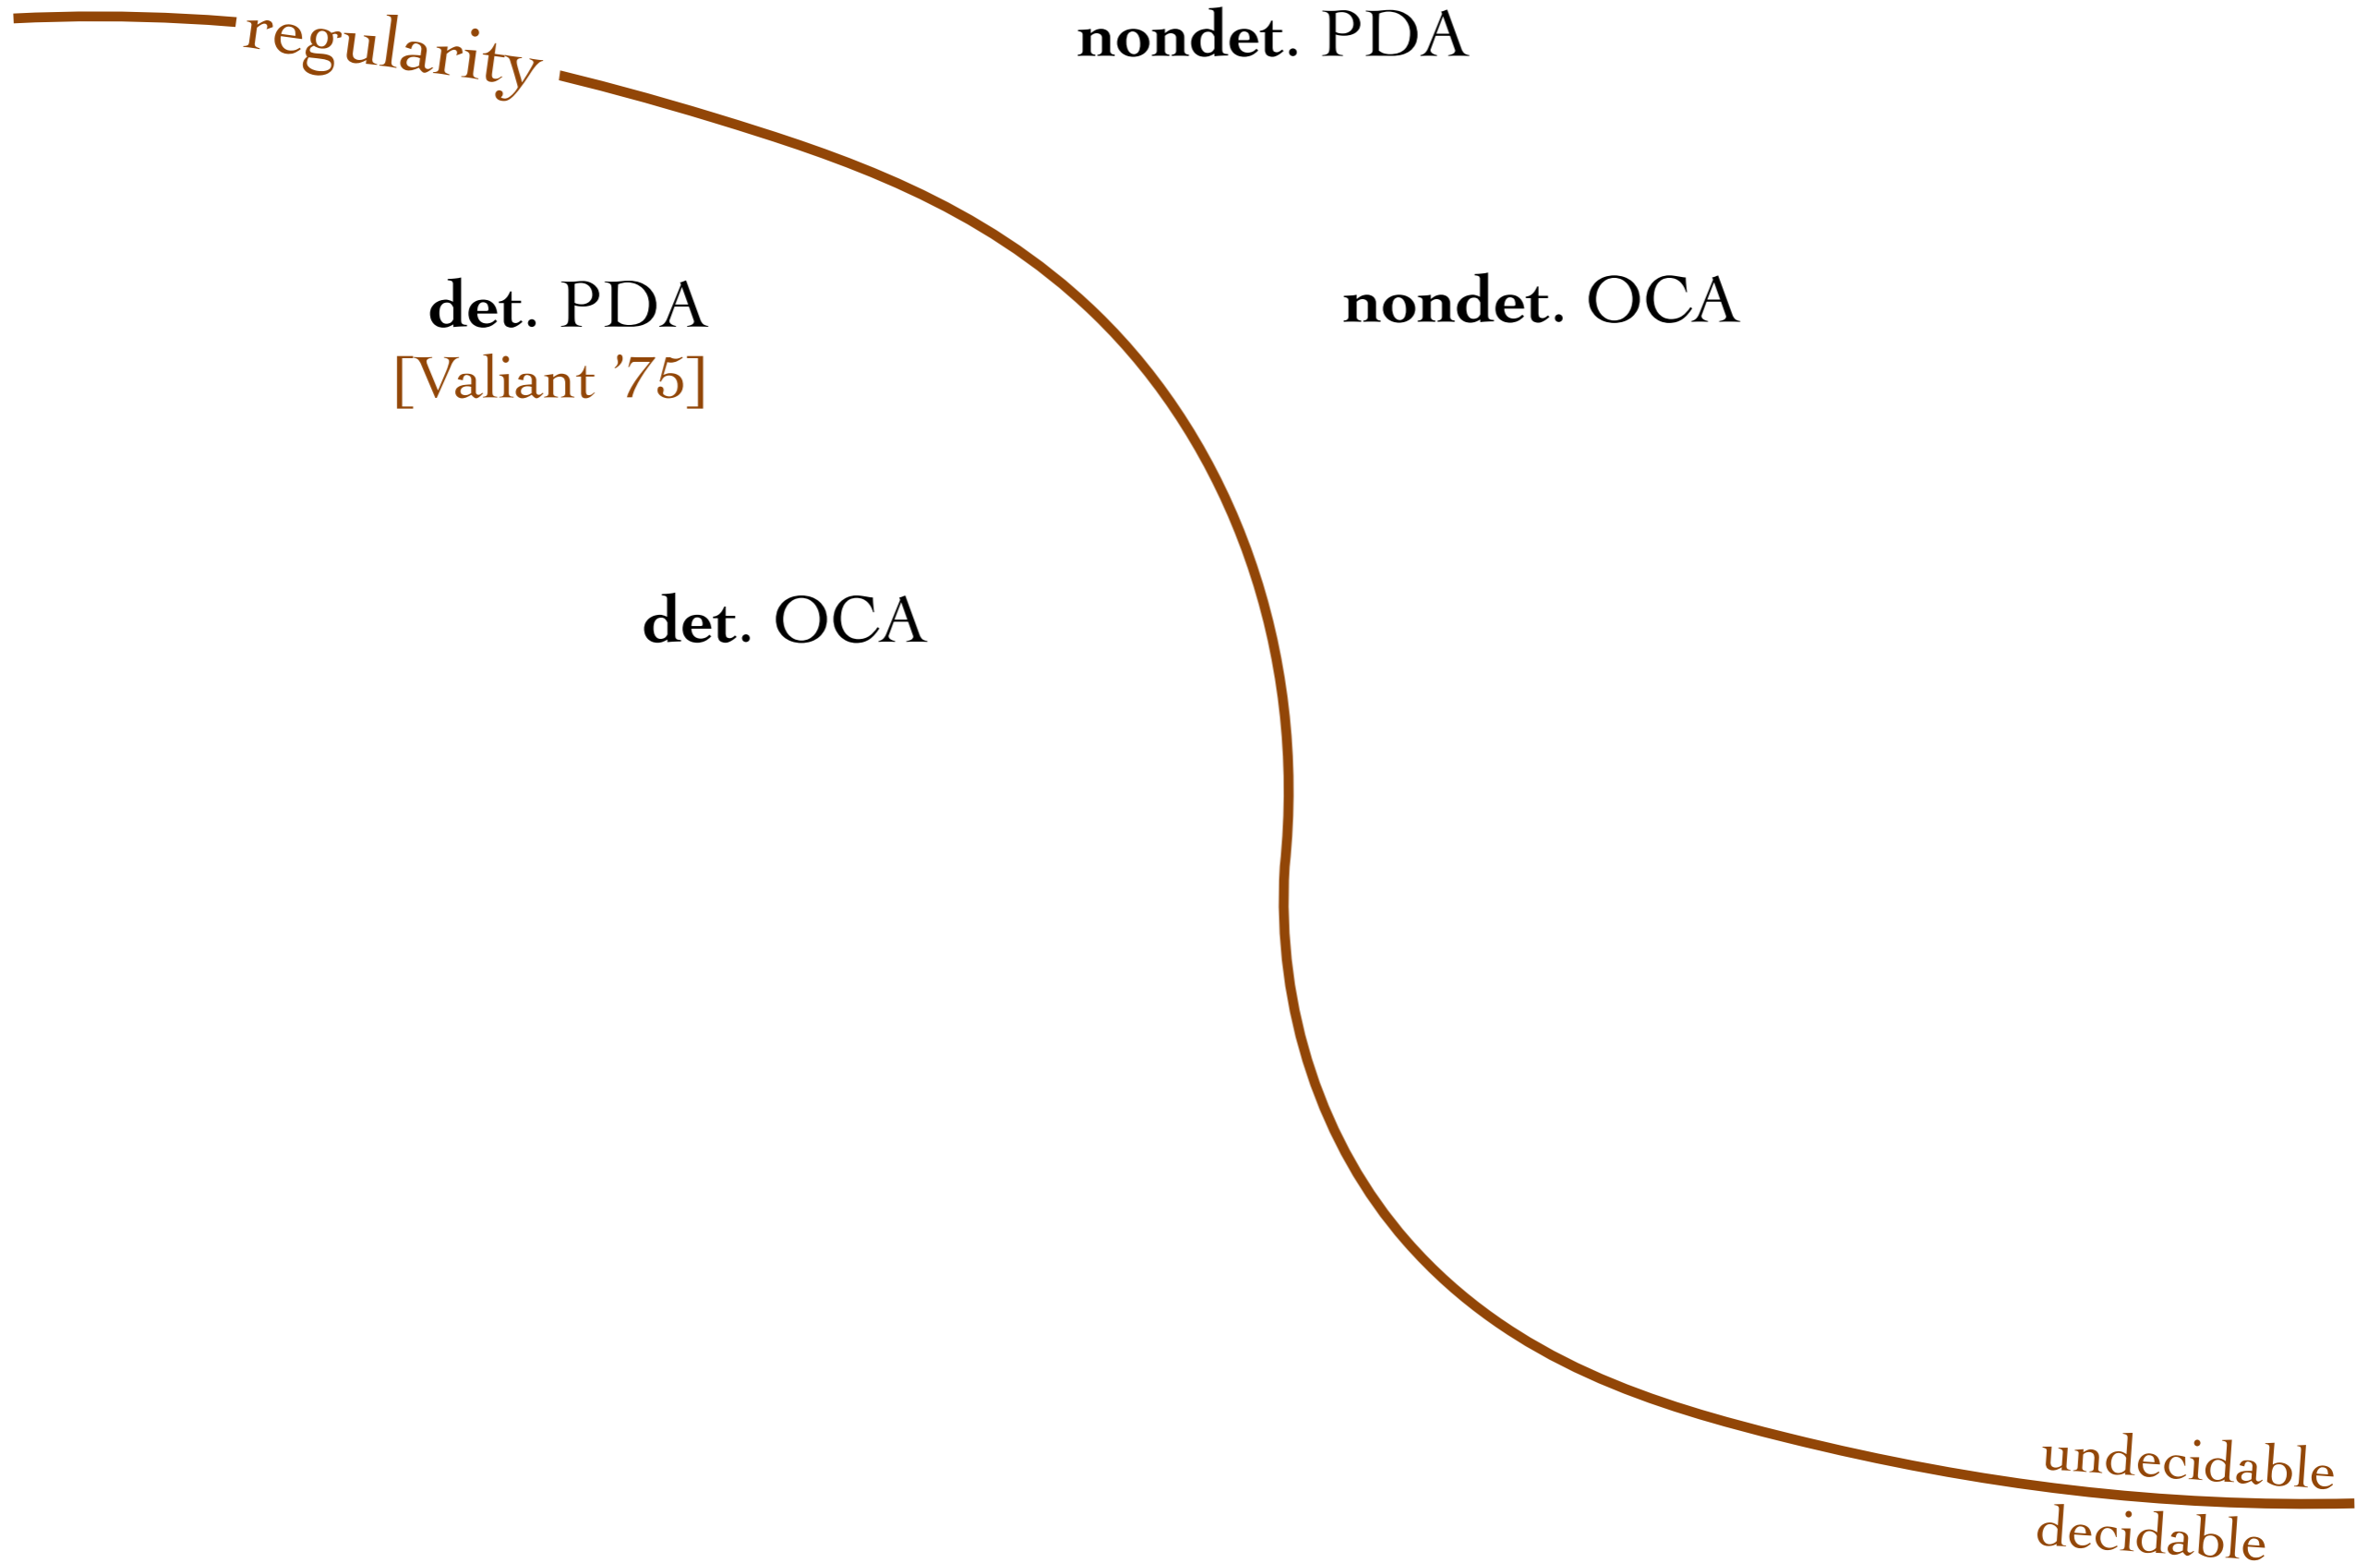 regularity
nondet. PDA
det. PDA
[Valiant ’75]
nondet. OCA
det. OCA
undecidable
decidable